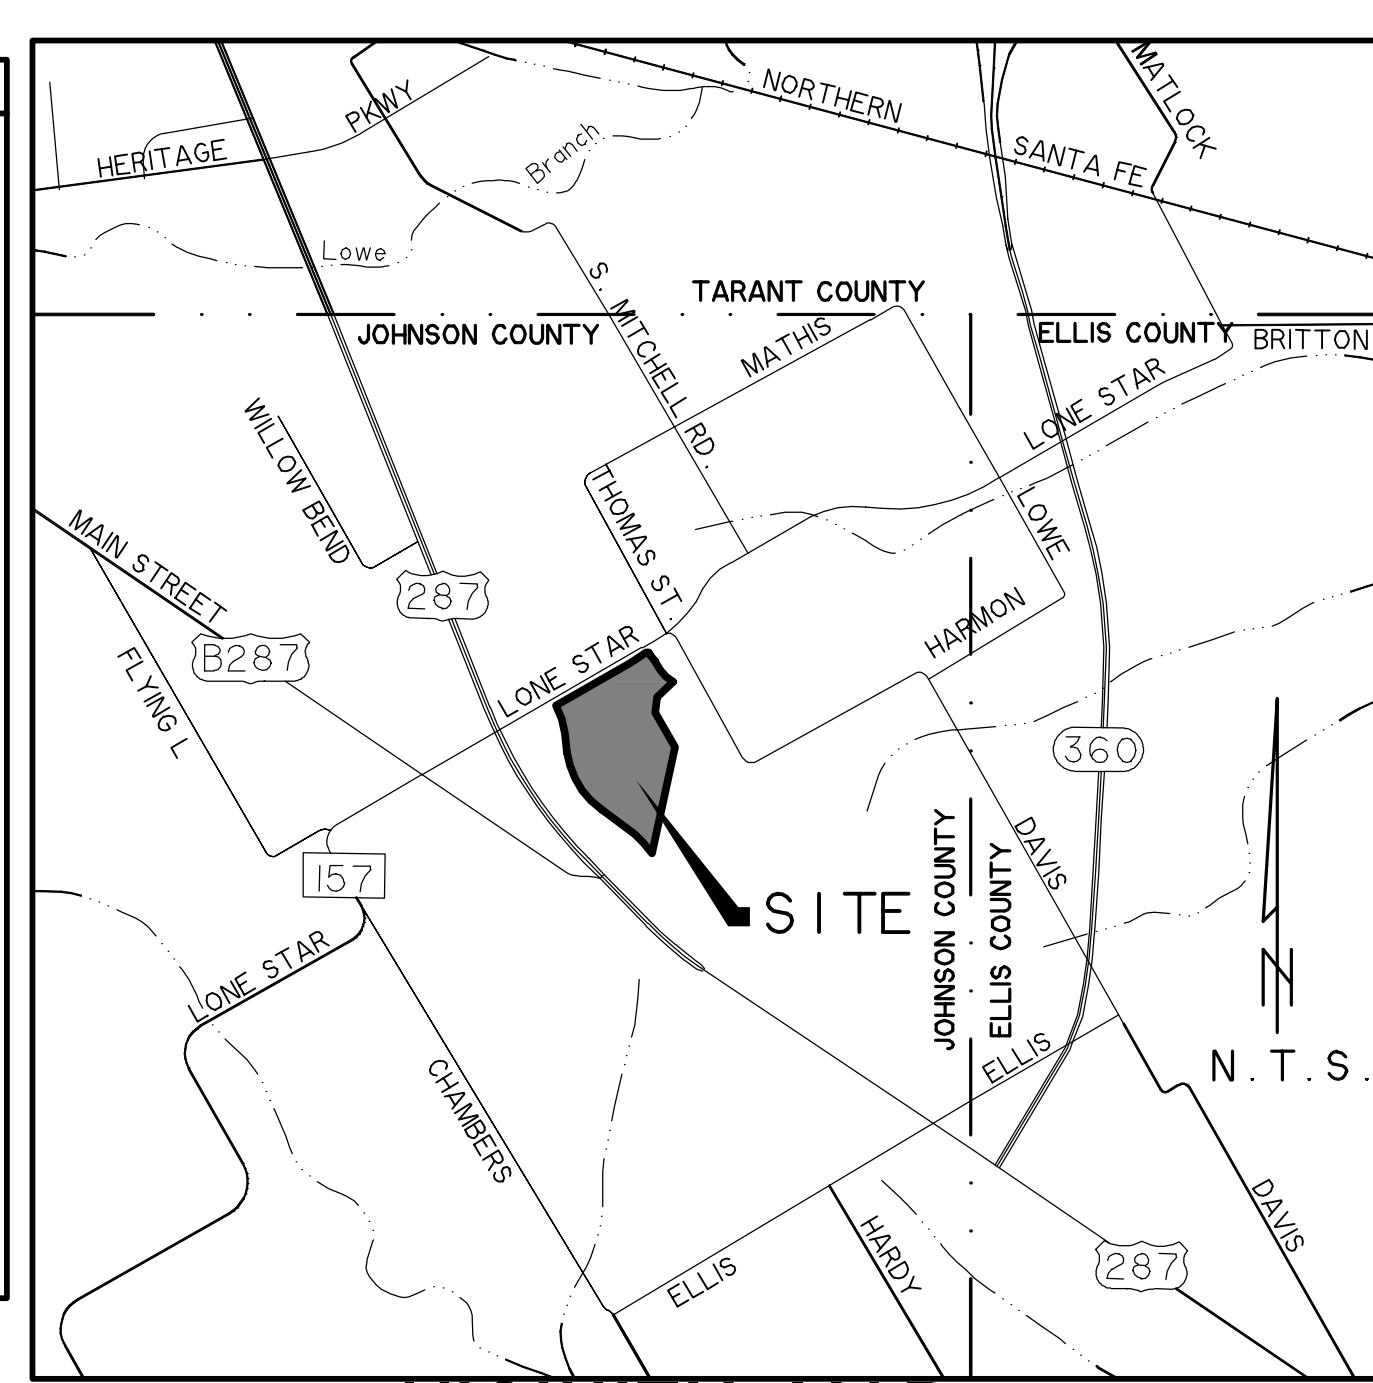 MATLOCK
NORTHERN
PKWY
HERITAGE
Branch
SANTA FE
Lowe
S. MITCHELL RD.
TARANT COUNTY
JOHNSON COUNTY
MATHIS
ELLIS COUNTY
BRITTON
LONE STAR
WILLOW BEND
THOMAS ST.
LOWE
MAIN STREET
287
B287
HARMON
LONE STAR
FLYING L
360
157
SITE
JOHNSON COUNTY
ELLIS COUNTY
DAVIS
LONE STAR
N
N.T.S.
ELLIS
CHAMBERS
DAVIS
HARDY
287
ELLIS